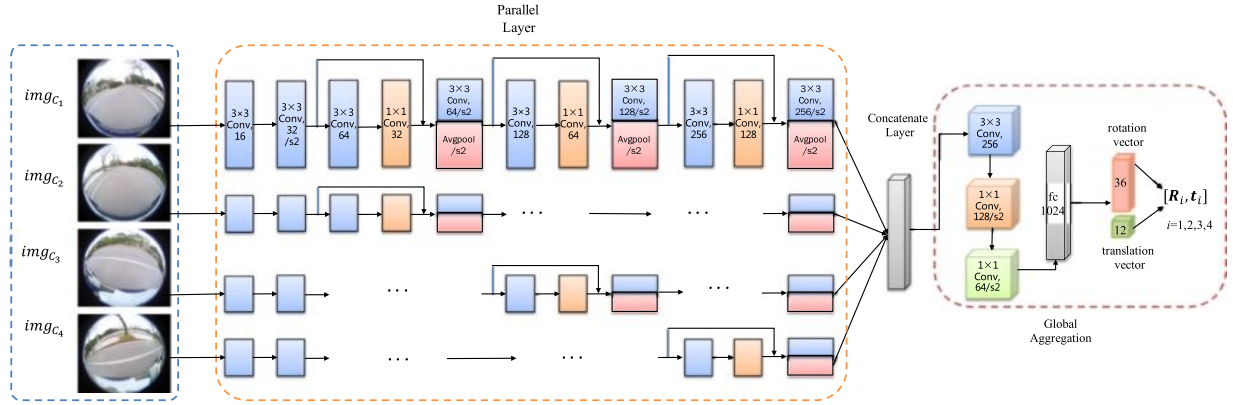 Parallel
Layer
img_{C_1}
img_{C_2}
img_{C_3}
img_{C_4}
3×3
Conv,
16
3×3
Conv,
32
/s2
3×3
Conv,
64
1×1
Conv,
32
3×3
Conv,
64/s2
Avgpool
/s2
3×3
Conv,
128
1×1
Conv,
64
3×3
Conv,
128/s2
Avgpool
/s2
3×3
Conv,
256
1×1
Conv,
128
3×3
Conv,
256/s2
Avgpool
/s2
...
...
...
...
...
...
Concatenate
Layer
3×3
Conv,
256
1×1
Conv,
128/s2
1×1
Conv,
64/s2
fc
1024
rotation
vector
36
12
translation
vector
[R_i,t_i]
i=1,2,3,4
Global
Aggregation